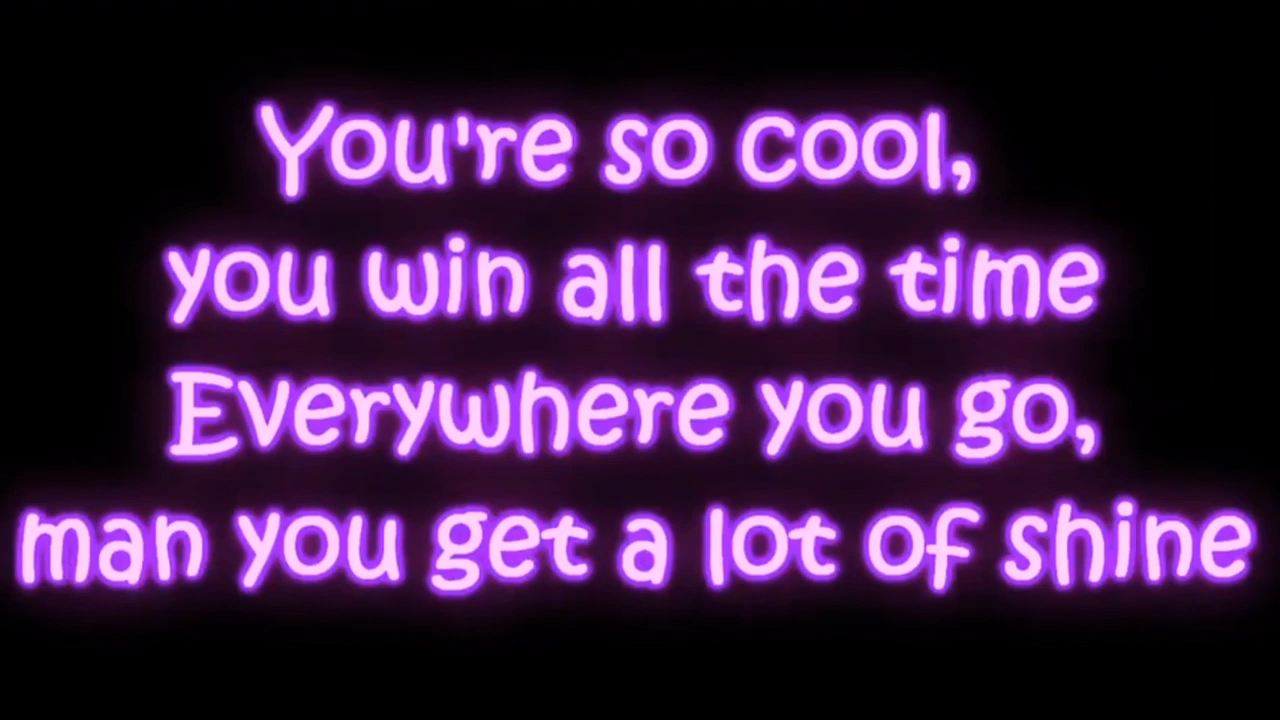 You're so cool,
you win all the time
Everywhere you go,
man you get a lot of shine